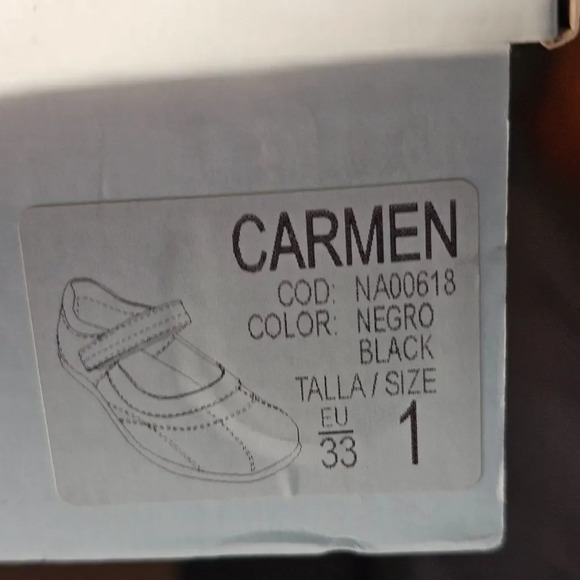 CARMEN
COD: NA00618
COLOR: NEGRO
BLACK
TALLA / SIZE
EU
33 1